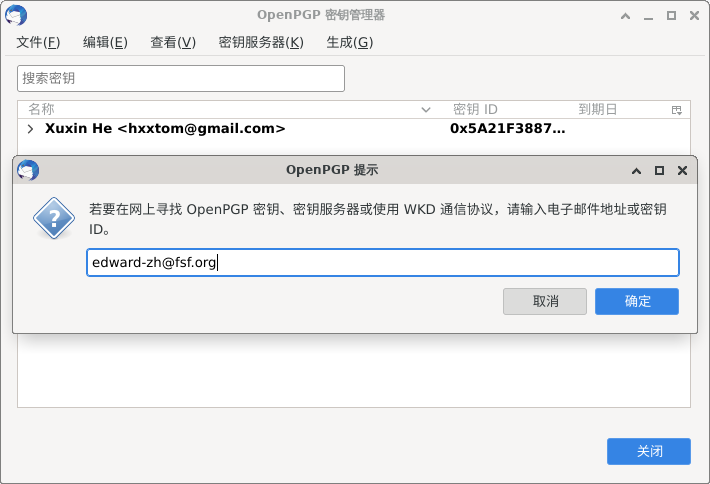 OpenPGP 密钥管理器
文件(F) 编辑(E) 查看(V) 密钥服务器(K) 生成(G)
搜索密钥
名称 密钥 ID 到期日
Xuxin He <hxxtom@gmail.com> 0x5A21F3887...
OpenPGP 提示
若要在网上寻找 OpenPGP 密钥、密钥服务器或使用 WKD 通信协议，请输入电子邮件地址或密钥
ID。
edward-zh@fsf.org
取消 确定
关闭